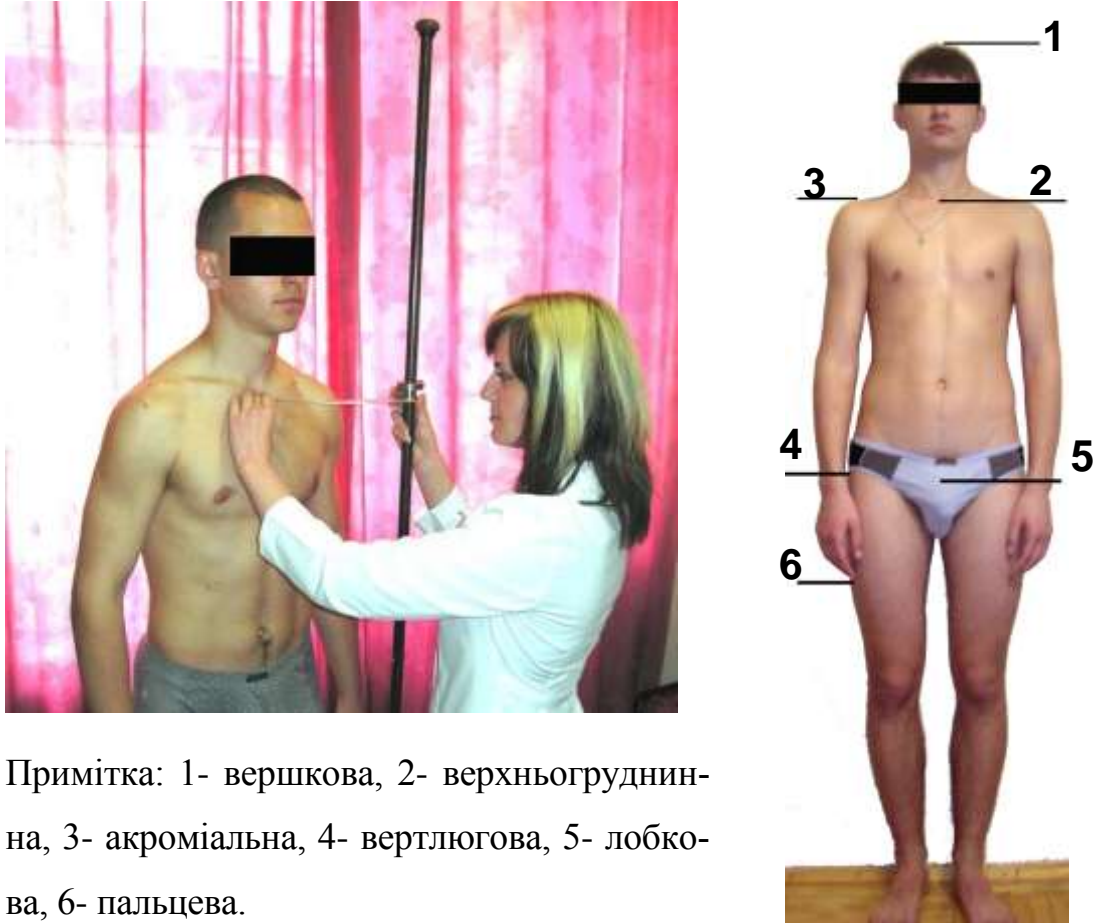 1
3
2
4
5
6
Примітка: 1- вершкова, 2- верхньогруднин-
на, 3- акроміальна, 4- вертлюгова, 5- лобко-
ва, 6- пальцева.